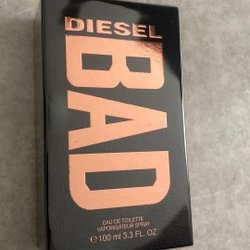 DIESEL
BAD
EAU DE TOILETTE
VAPORISATEUR SPRAY
e 100 ml 3.3 FL. OZ